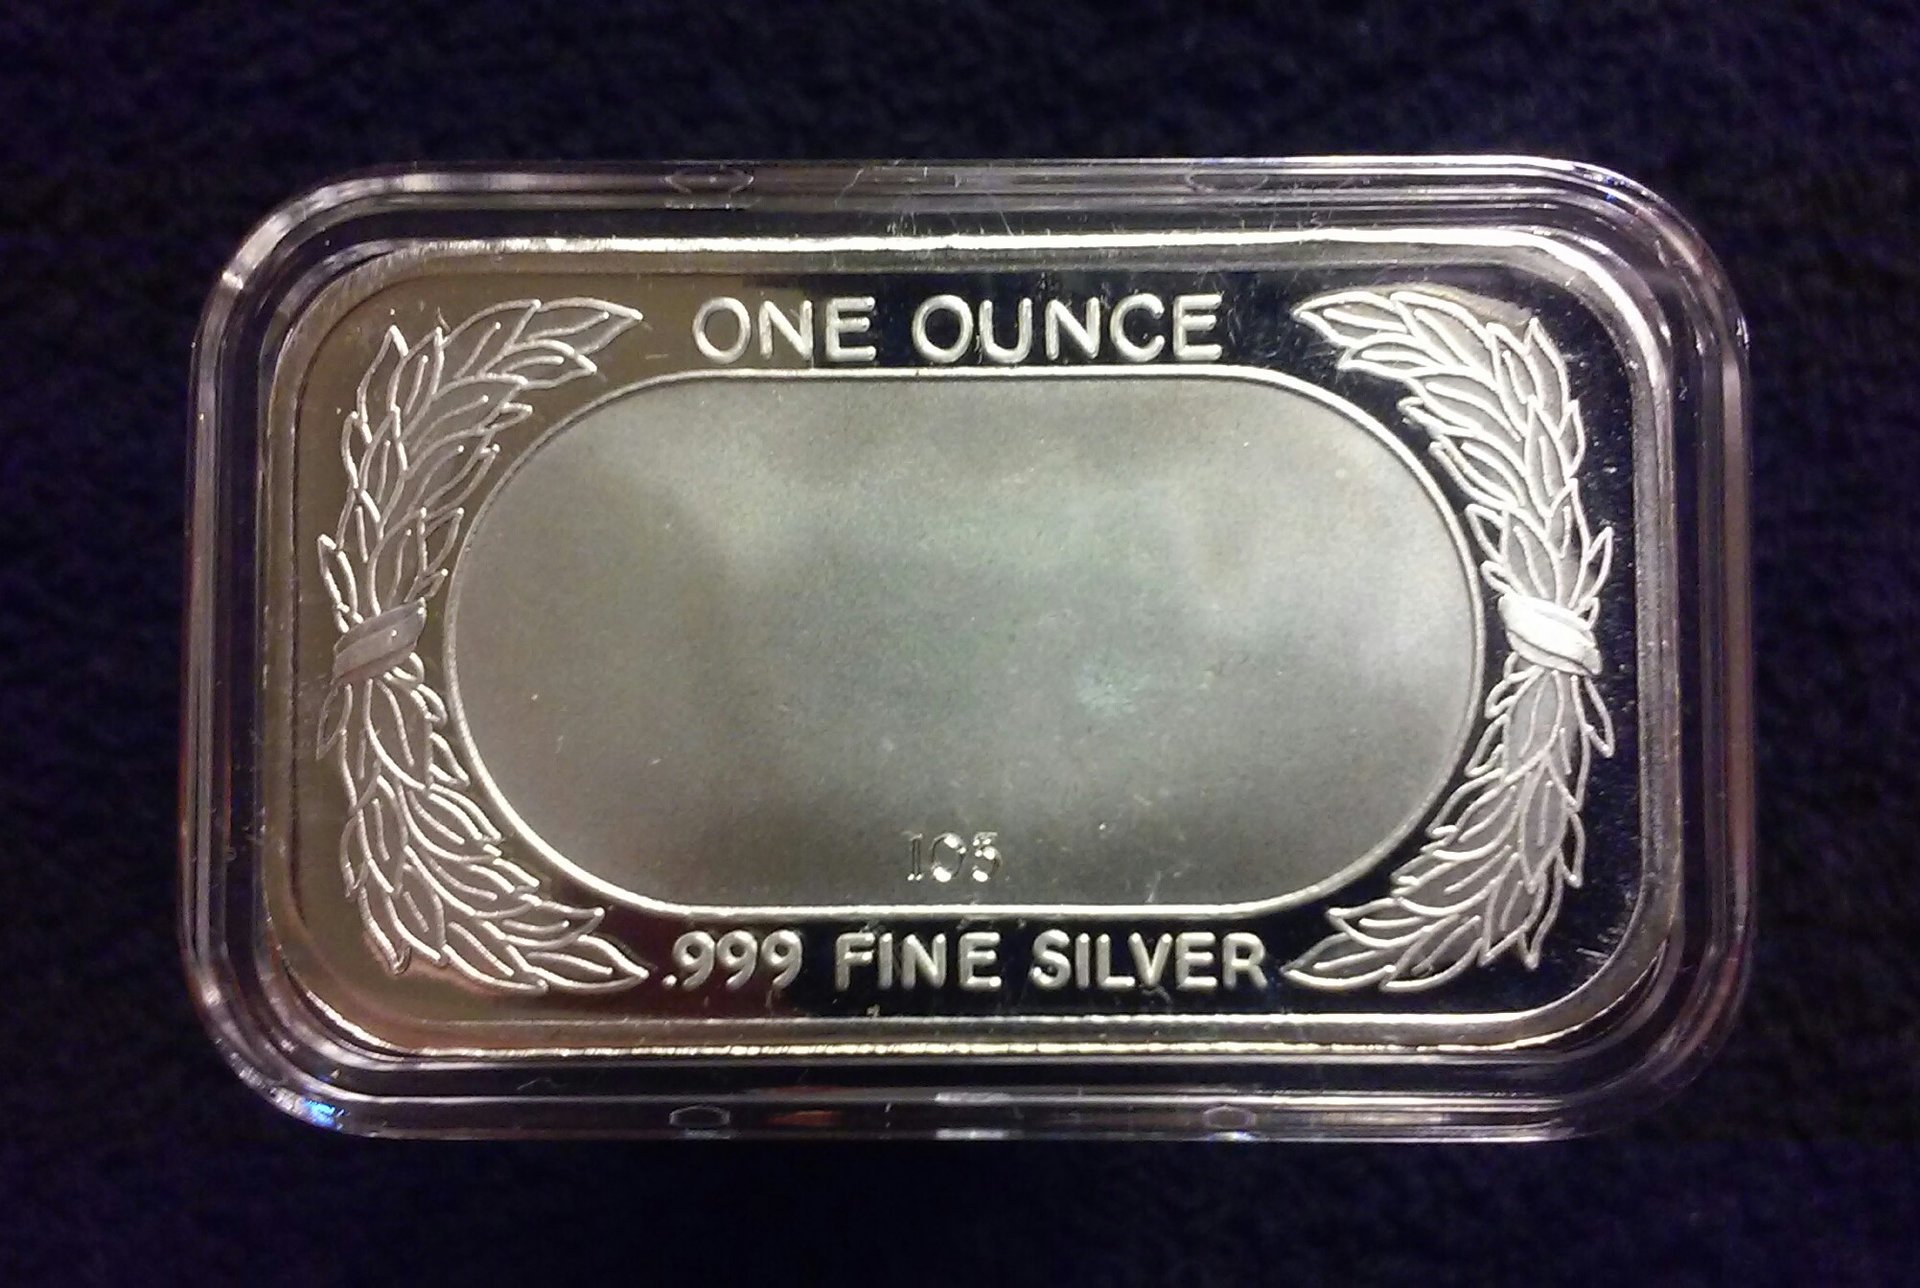 ONE OUNCE
105
.999 FINE SILVER